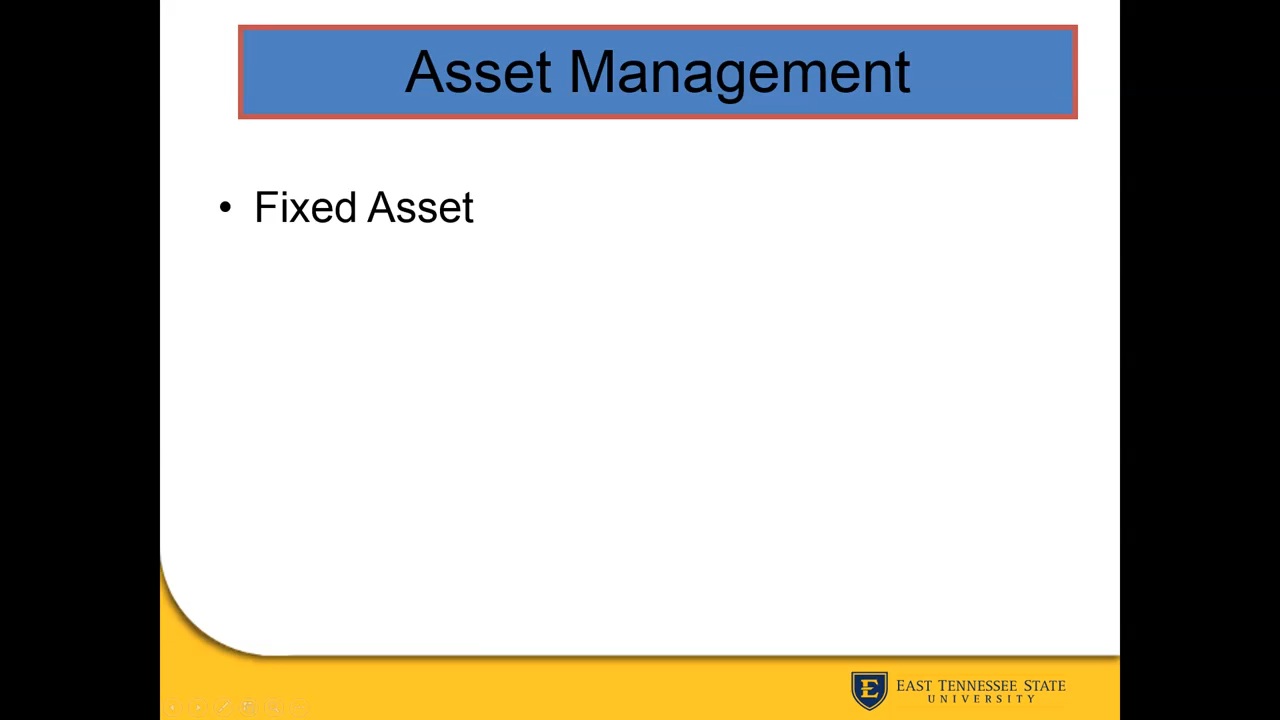 Asset Management
• Fixed Asset
EAST TENNESSEE STATE
UNIVERSITY